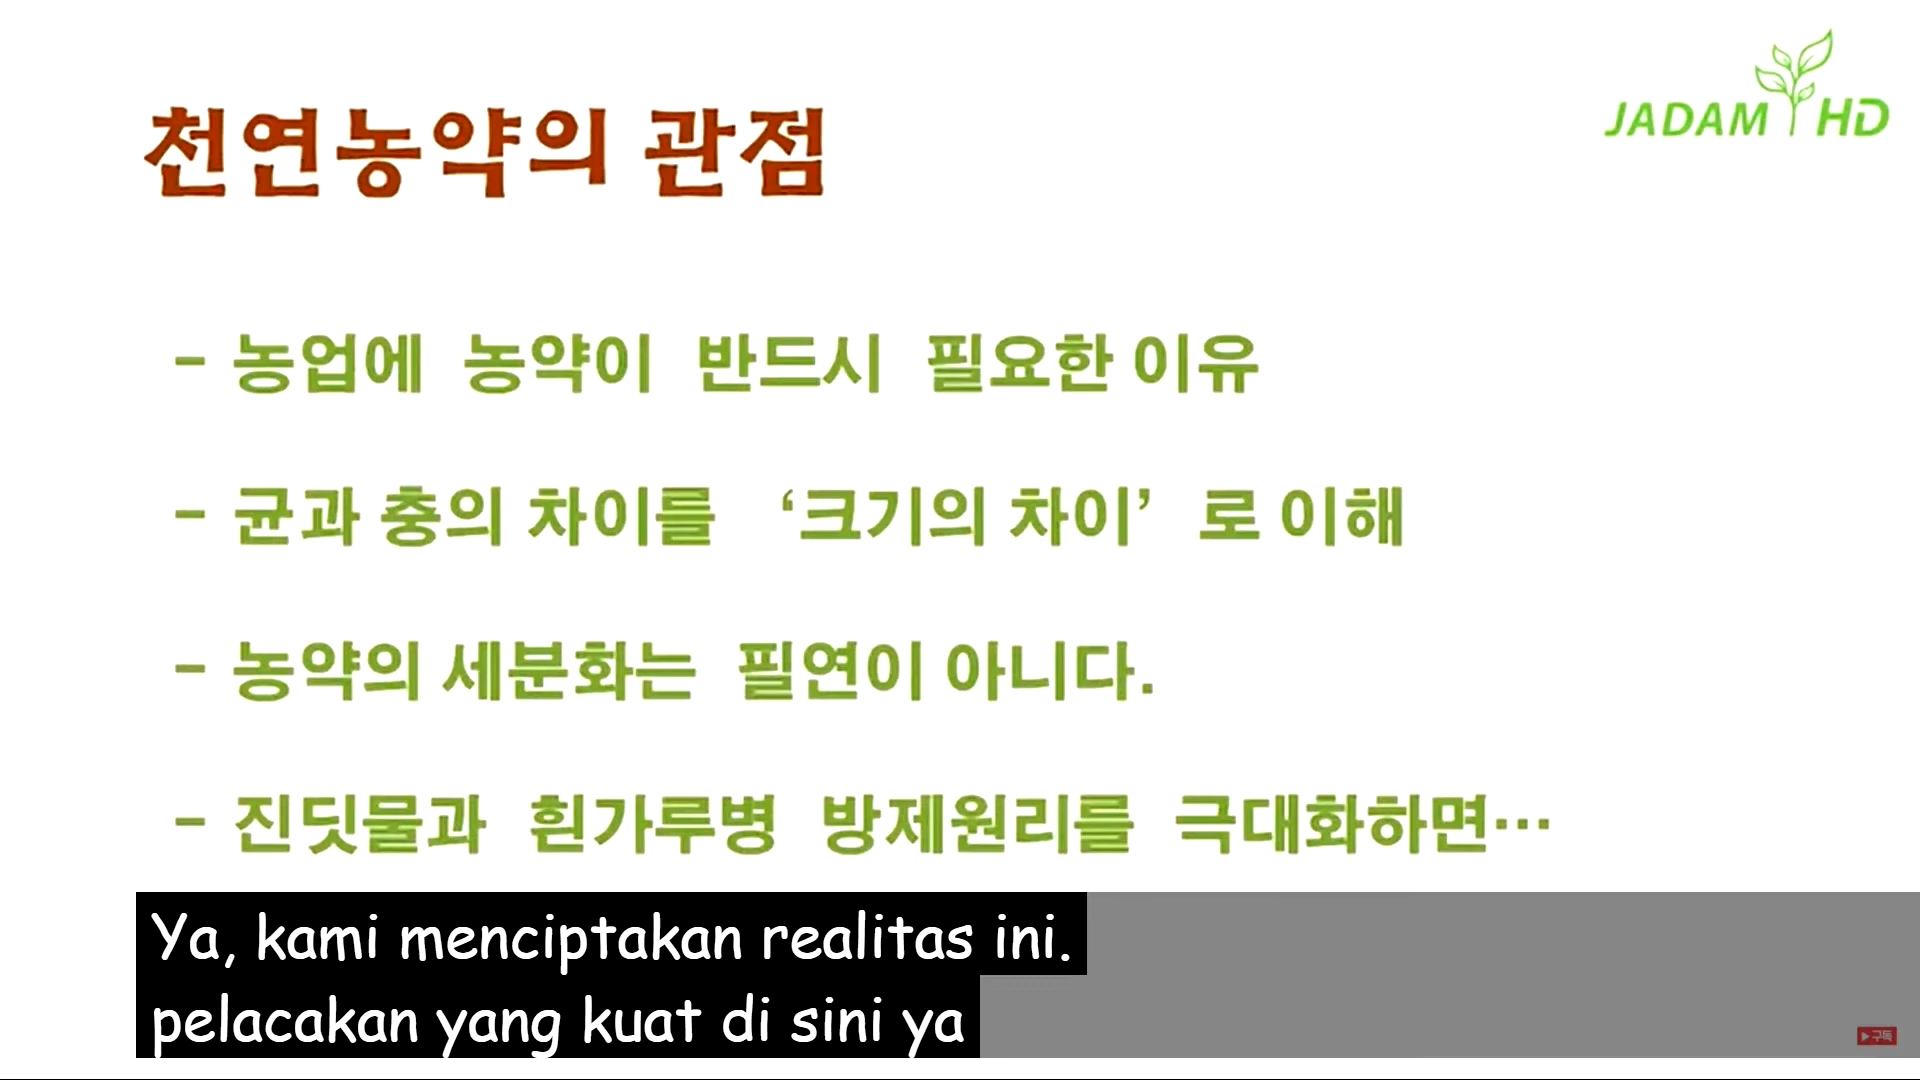 천연농약의 관점
JADAM HD
- 농업에 농약이 반드시 필요한 이유
- 균과 충의 차이를 ‘크기의 차이’ 로 이해
- 농약의 세분화는 필연이 아니다.
- 진딧물과 흰가루병 방제원리를 극대화하면…
Ya, kami menciptakan realitas ini.
pelacakan yang kuat di sini ya
구독